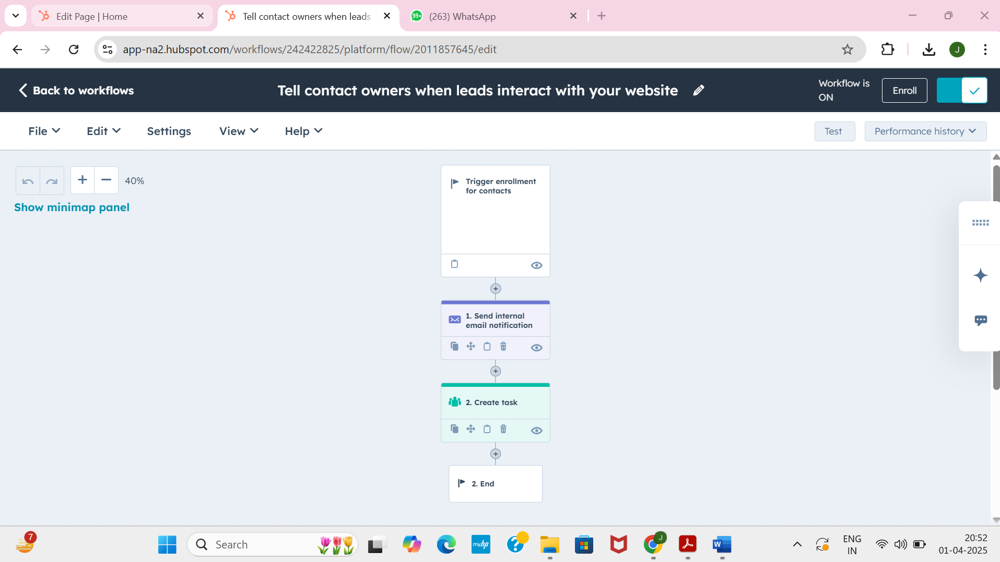 Edit Page | Home
Tell contact owners when leads
(263) WhatsApp
99+
app-na2.hubspot.com/workflows/242422825/platform/flow/2011857645/edit
J
Back to workflows
Tell contact owners when leads interact with your website
Workflow is
ON
Enroll
File
Edit
Settings
View
Help
Test
Performance history
40%
Show minimap panel
Trigger enrollment
for contacts
1. Send internal
email notification
2. Create task
2. End
7
Search
myhp
J
W
ENG
IN
20:52
01-04-2025